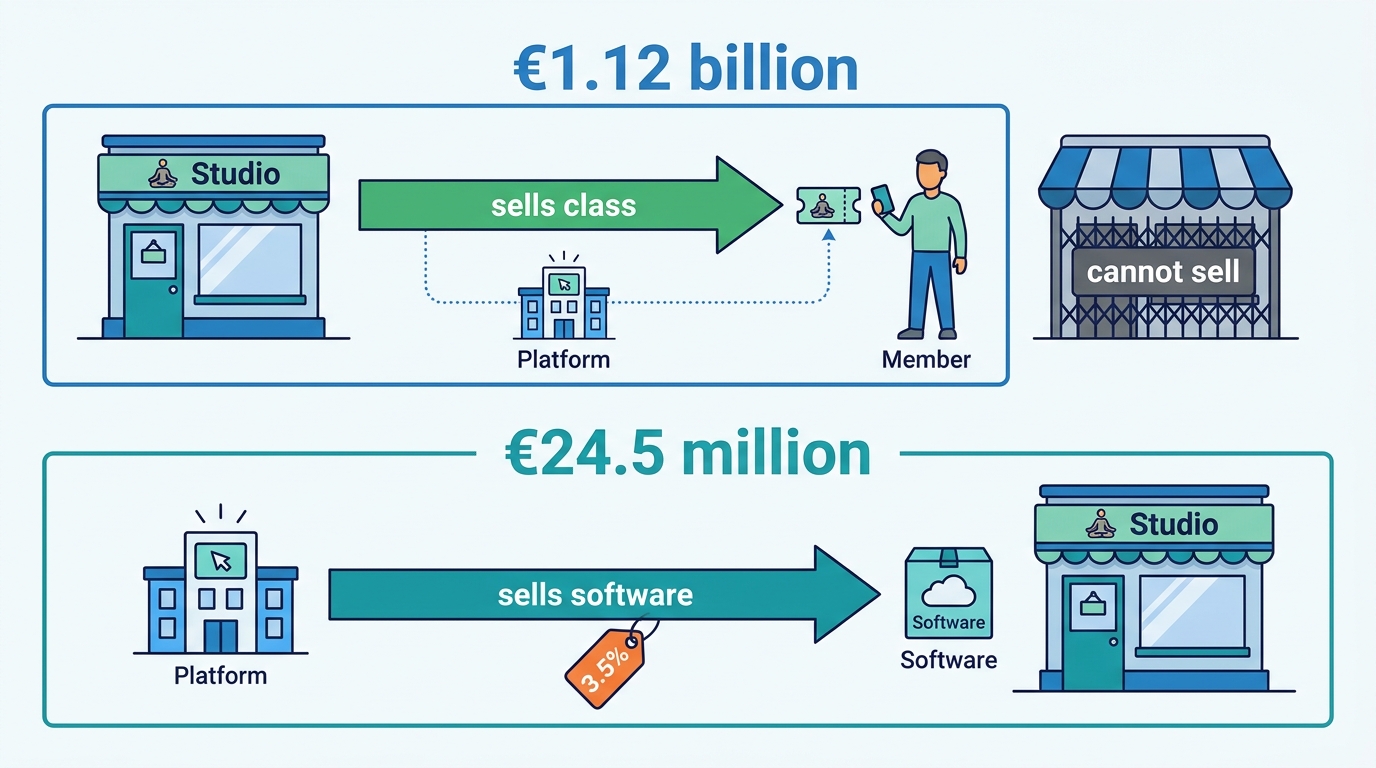 €1.12 billion
Studio
sells class
cannot sell
Platform
Member
€24.5 million
Studio
sells software
Software
3.5%
Software
Platform